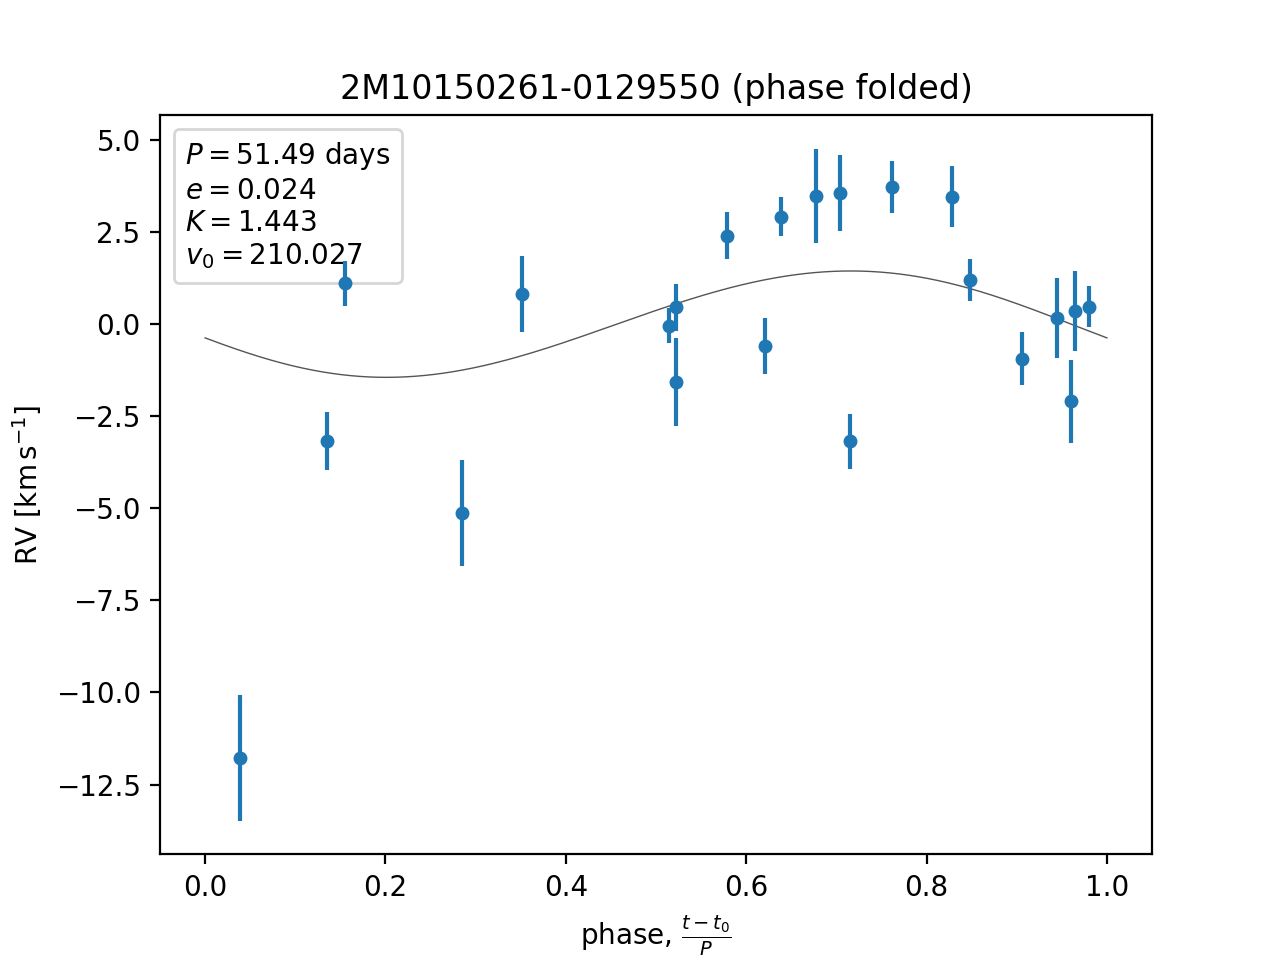 2M10150261-0129550 (phase folded)
P = 51.49 days
e = 0.024
K = 1.443
v₀ = 210.027
5.0
2.5
0.0
−2.5
−5.0
−7.5
−10.0
−12.5
RV [km s⁻¹]
0.0 0.2 0.4 0.6 0.8 1.0
phase, (t − t₀)/P